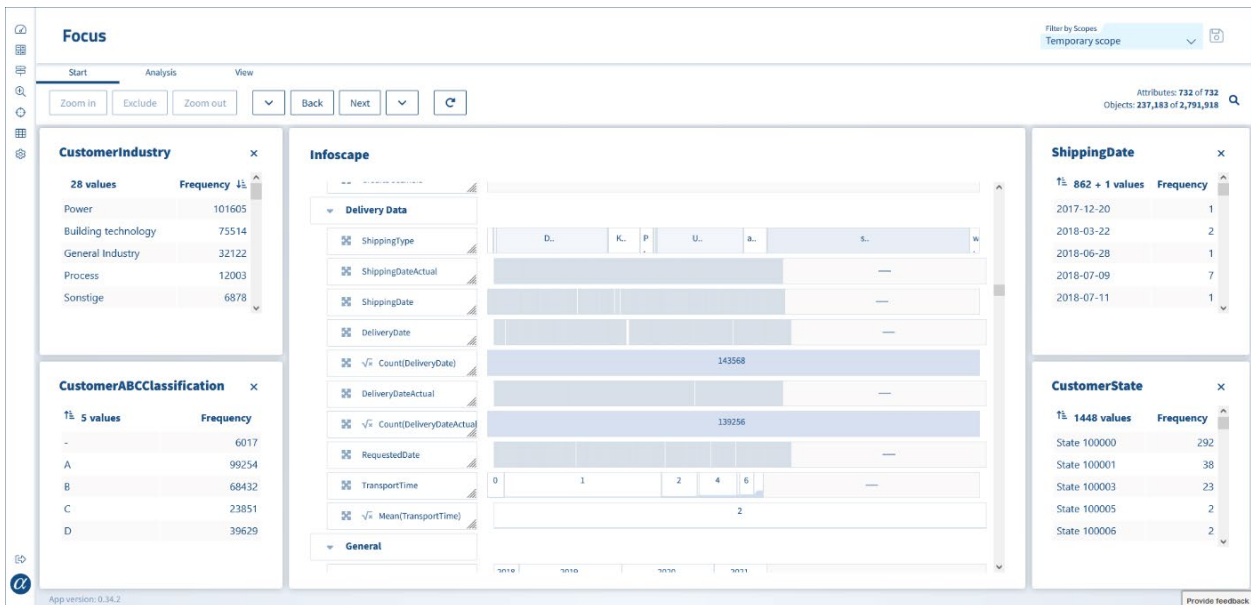 Focus
Filter by Scopes
Temporary scope
Start Analysis View
Zoom in Exclude Zoom out Back Next
Attributes: 732 of 732
Objects: 237,183 of 2,791,918
CustomerIndustry
28 values Frequency
Power 101605
Building technology 75514
General Industry 32122
Process 12003
Sonstige 6878
CustomerABCClassification
5 values Frequency
- 6017
A 99254
B 68432
C 23851
D 39629
Infoscape
Delivery Data
ShippingType D.. K.. P U.. a.. s.. w
ShippingDateActual —
ShippingDate —
DeliveryDate —
√= Count(DeliveryDate) 143568
DeliveryDateActual —
√= Count(DeliveryDateActual 139256
RequestedDate —
TransportTime 0 1 2 4 6 —
√= Mean(TransportTime) 2
General
2018 2019 2020 2021
ShippingDate
862 + 1 values Frequency
2017-12-20 1
2018-03-22 2
2018-06-28 1
2018-07-09 7
2018-07-11 1
CustomerState
1448 values Frequency
State 100000 292
State 100001 38
State 100003 23
State 100005 2
State 100006 2
α
App version: 0.34.2
Provide feedback